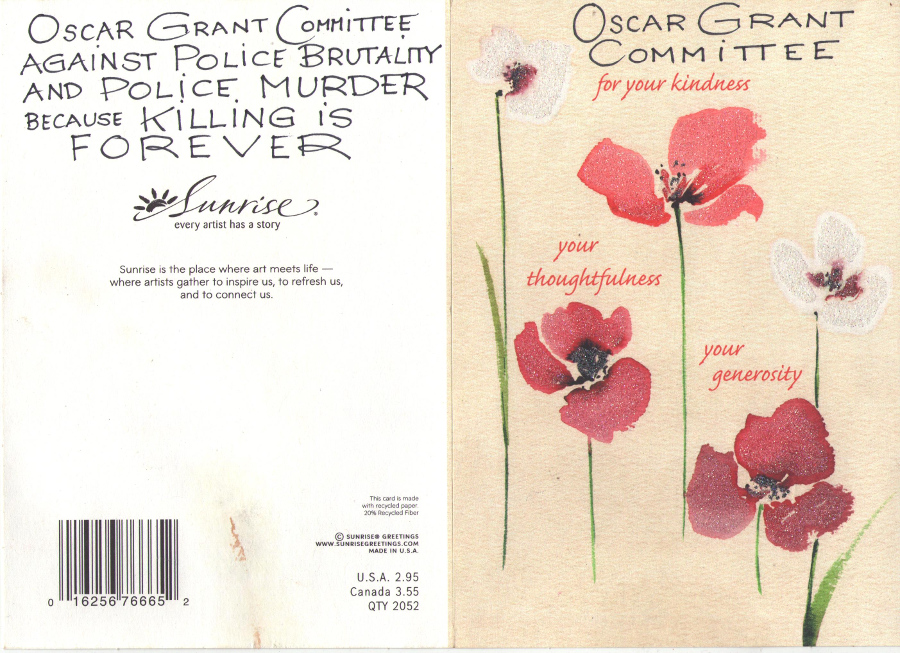 OSCAR GRANT COMMITTEE
AGAINST POLICE BRUTALITY
AND POLICE MURDER
BECAUSE KILLING IS
FOREVER
Sunrise®
every artist has a story
Sunrise is the place where art meets life —
where artists gather to inspire us, to refresh us,
and to connect us.
This card is made
with recycled paper.
20% Recycled Fiber
© SUNRISE® GREETINGS
WWW.SUNRISEGREETINGS.COM
MADE IN U.S.A.
U.S.A. 2.95
Canada 3.55
QTY 2052
0 16256 76665 2
OSCAR GRANT
COMMITTEE
for your kindness
your
thoughtfulness
your
generosity